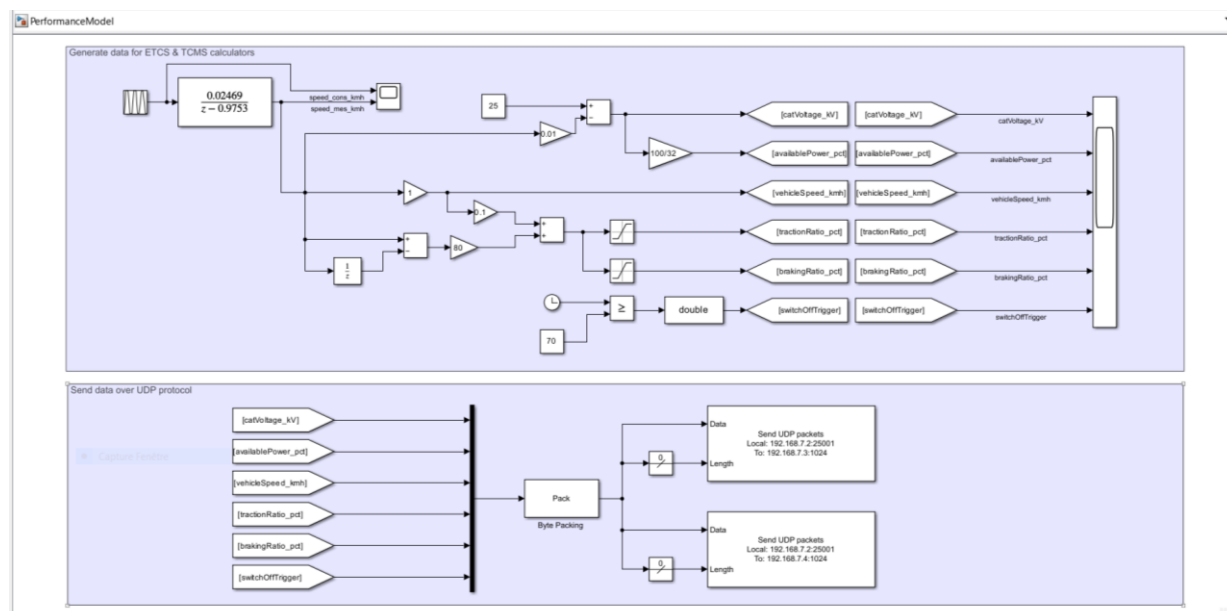 PerformanceModel
Generate data for ETCS & TCMS calculators
0.02469
z − 0.9753
speed_cons_kmh
speed_mes_kmh
25
+
−
0.01
100/32
[catVoltage_kV]
[catVoltage_kV]
catVoltage_kV
[availablePower_pct]
[availablePower_pct]
availablePower_pct
1
[vehicleSpeed_kmh]
[vehicleSpeed_kmh]
vehicleSpeed_kmh
0.1
+
−
1
z
80
+
+
[tractionRatio_pct]
[tractionRatio_pct]
tractionRatio_pct
[brakingRatio_pct]
[brakingRatio_pct]
brakingRatio_pct
≥
70
double
[switchOffTrigger]
[switchOffTrigger]
switchOffTrigger
Send data over UDP protocol
[catVoltage_kV]
[availablePower_pct]
[vehicleSpeed_kmh]
[tractionRatio_pct]
[brakingRatio_pct]
[switchOffTrigger]
Pack
Byte Packing
0
Data
Length
Send UDP packets
Local: 192.168.7.2:25001
To: 192.168.7.3:1024
0
Data
Length
Send UDP packets
Local: 192.168.7.2:25001
To: 192.168.7.4:1024